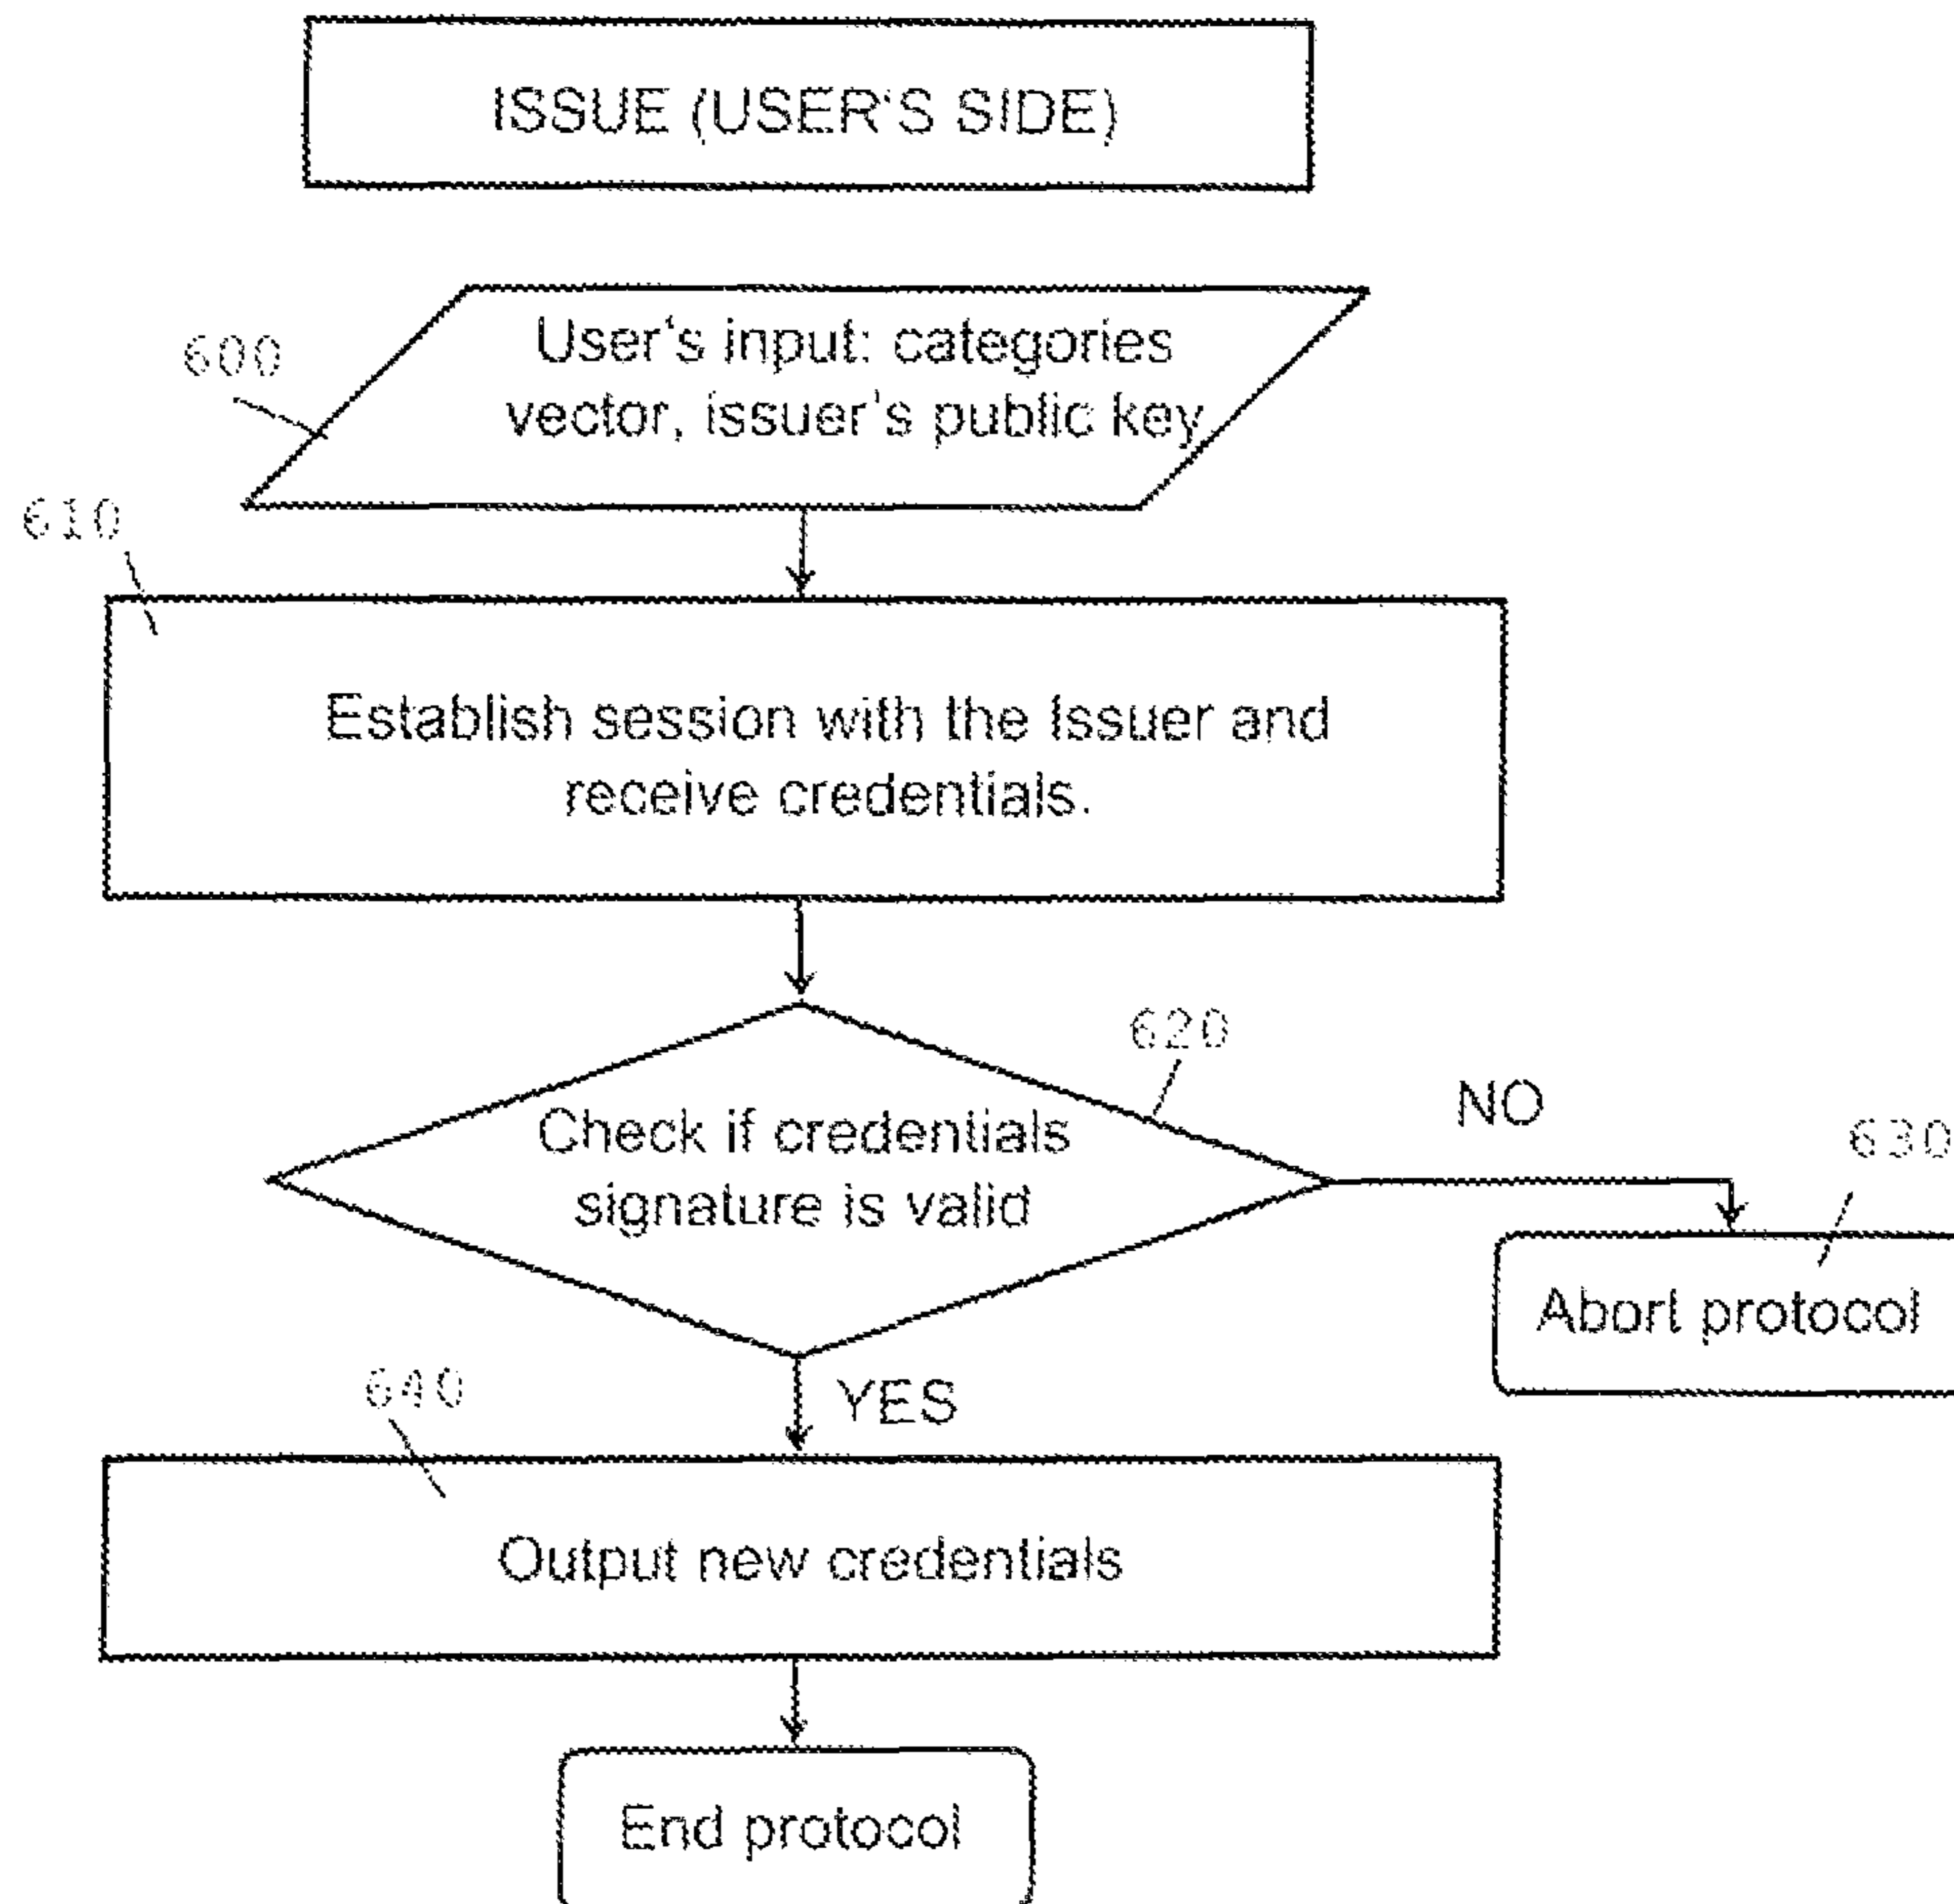 ISSUE (USER'S SIDE)
600
User's input: categories
vector, issuer's public key
610
Establish session with the Issuer and
receive credentials.
620
Check if credentials
signature is valid
NO
630
Abort protocol
640
YES
Output new credentials
End protocol